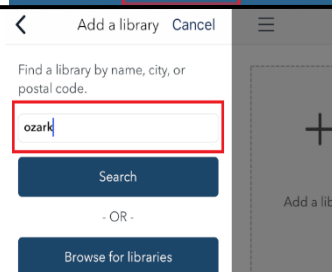 Add a library Cancel
Find a library by name, city, or
postal code.
ozark
Search
- OR -
Browse for libraries
Add a lib